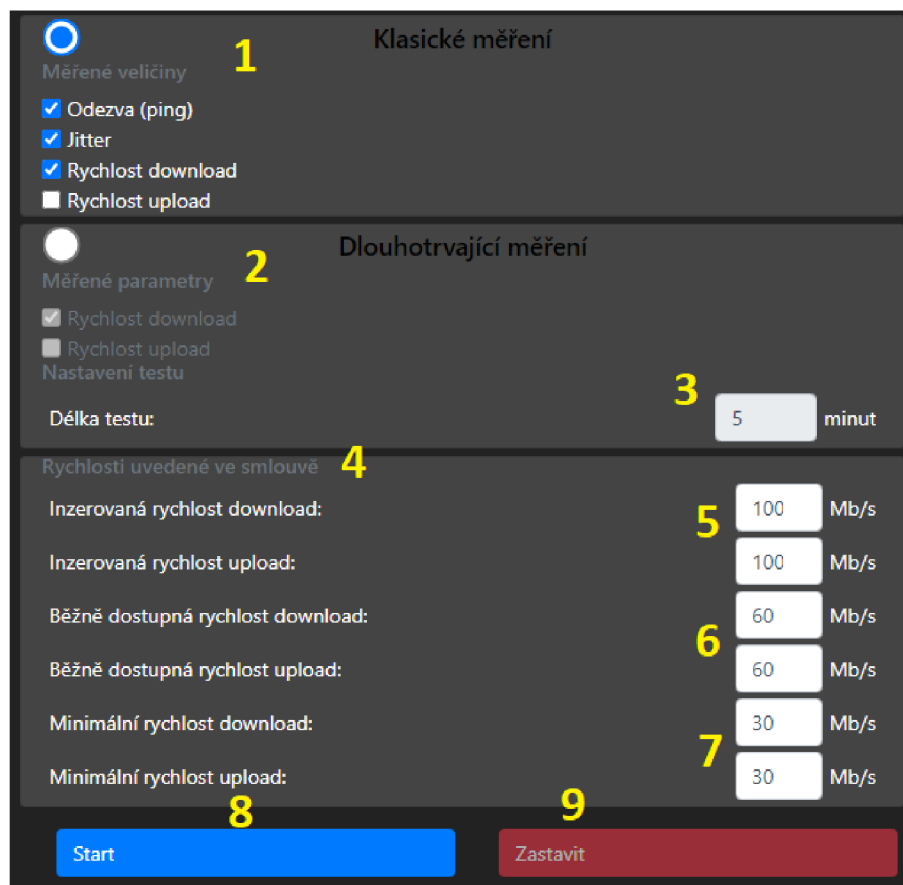 Klasické měření
1
Měřené veličiny
Odezva (ping)
Jitter
Rychlost download
Rychlost upload
Dlouhotrvající měření
2
Měřené parametry
Rychlost download
Rychlost upload
Nastavení testu
3
Délka testu: 5 minut
Rychlosti uvedené ve smlouvě 4
Inzerovaná rychlost download: 100 Mb/s
5
Inzerovaná rychlost upload: 100 Mb/s
Běžně dostupná rychlost download: 60 Mb/s
6
Běžně dostupná rychlost upload: 60 Mb/s
Minimální rychlost download: 30 Mb/s
7
Minimální rychlost upload: 30 Mb/s
8 9
Start Zastavit